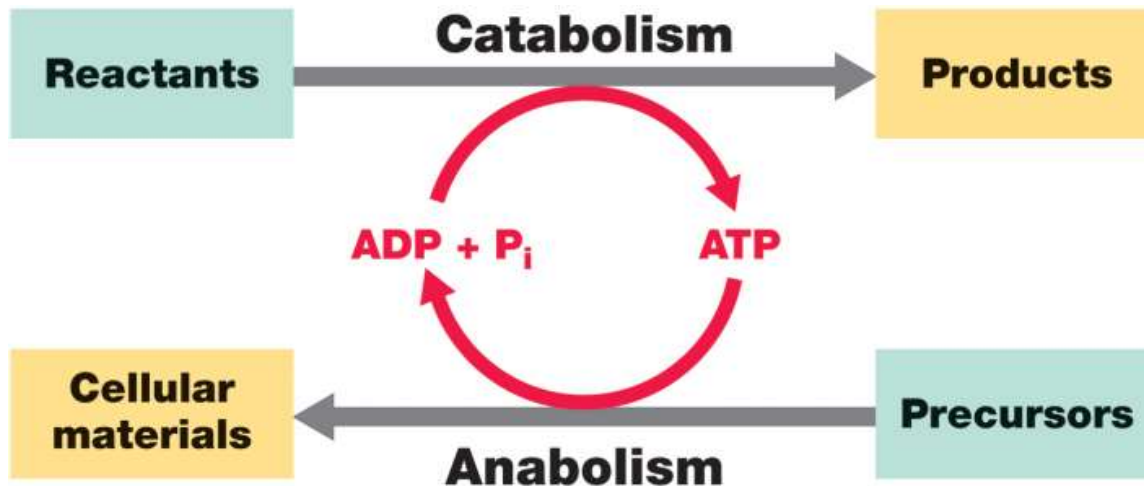 Catabolism
Reactants
Products
ADP + Pi
ATP
Cellular
materials
Precursors
Anabolism